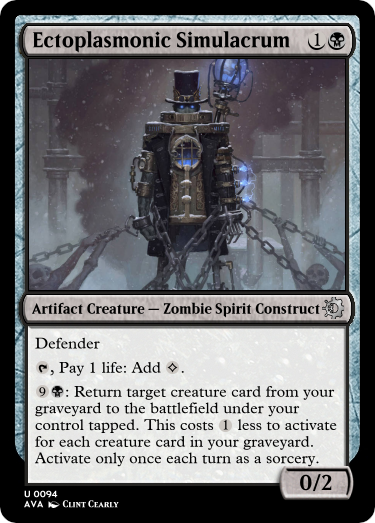 Ectoplasmonic Simulacrum 1
Artifact Creature — Zombie Spirit Construct
Defender
, Pay 1 life: Add .
9 : Return target creature card from your
graveyard to the battlefield under your
control tapped. This costs 1 less to activate
for each creature card in your graveyard.
Activate only once each turn as a sorcery.
0/2
U 0094
AVA Clint Cearly